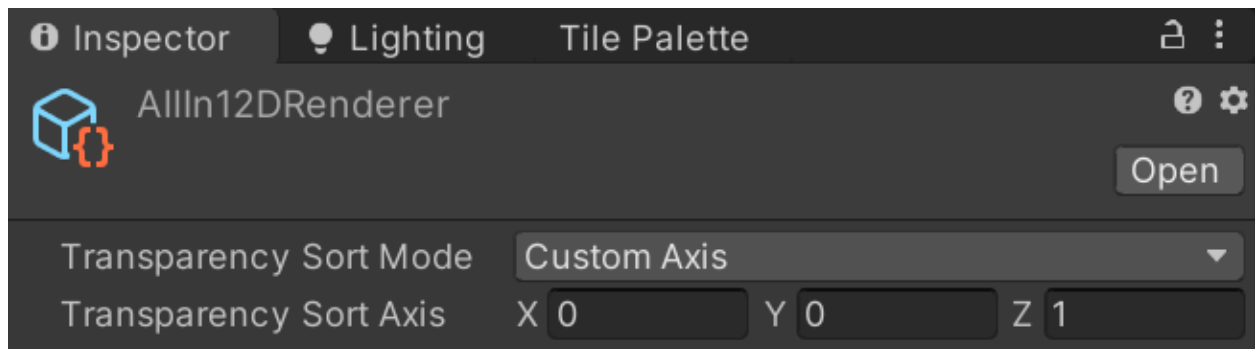 Inspector Lighting Tile Palette
AllIn12DRenderer
Open
Transparency Sort Mode Custom Axis
Transparency Sort Axis X 0 Y 0 Z 1